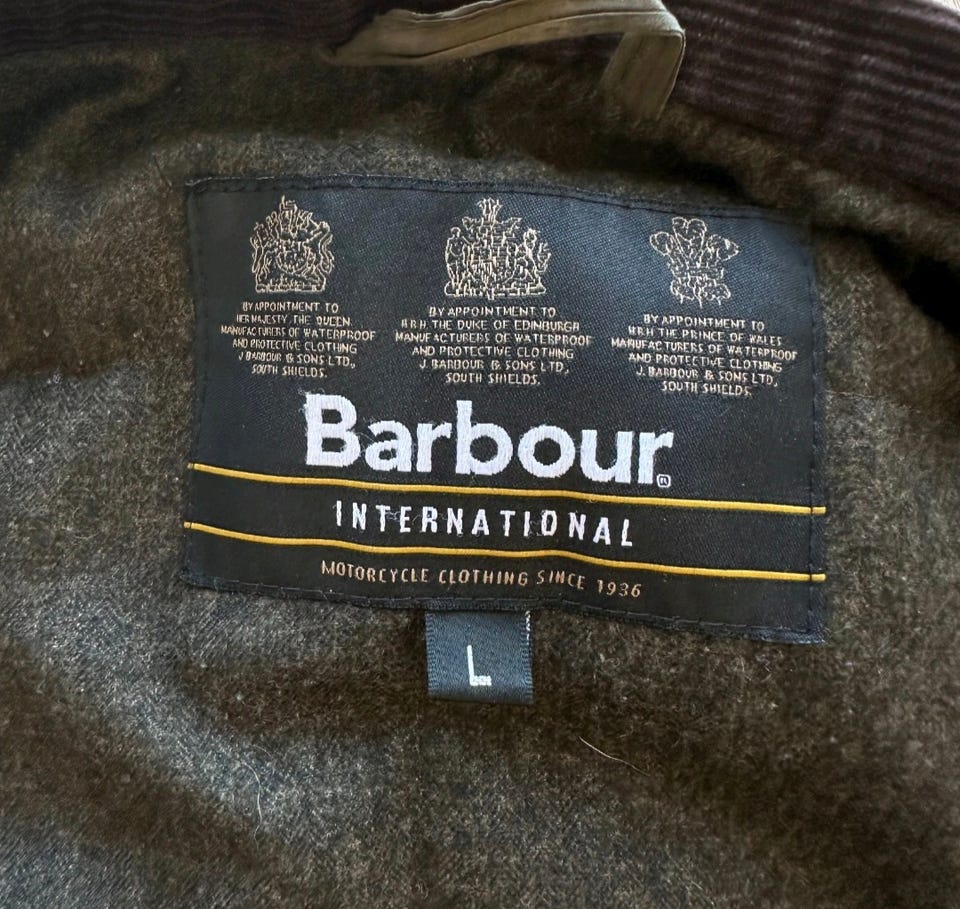 BY APPOINTMENT TO
HER MAJESTY THE QUEEN
MANUFACTURERS OF WATERPROOF
AND PROTECTIVE CLOTHING
J. BARBOUR & SONS LTD.,
SOUTH SHIELDS.
BY APPOINTMENT TO
H.R.H. THE DUKE OF EDINBURGH
MANUFACTURERS OF WATERPROOF
AND PROTECTIVE CLOTHING
J. BARBOUR & SONS LTD,
SOUTH SHIELDS.
BY APPOINTMENT TO
H.R.H THE PRINCE OF WALES
MANUFACTURERS OF WATERPROOF
AND PROTECTIVE CLOTHING
J. BARBOUR & SONS LTD,
SOUTH SHIELDS.
Barbour
INTERNATIONAL
MOTORCYCLE CLOTHING SINCE 1936
L